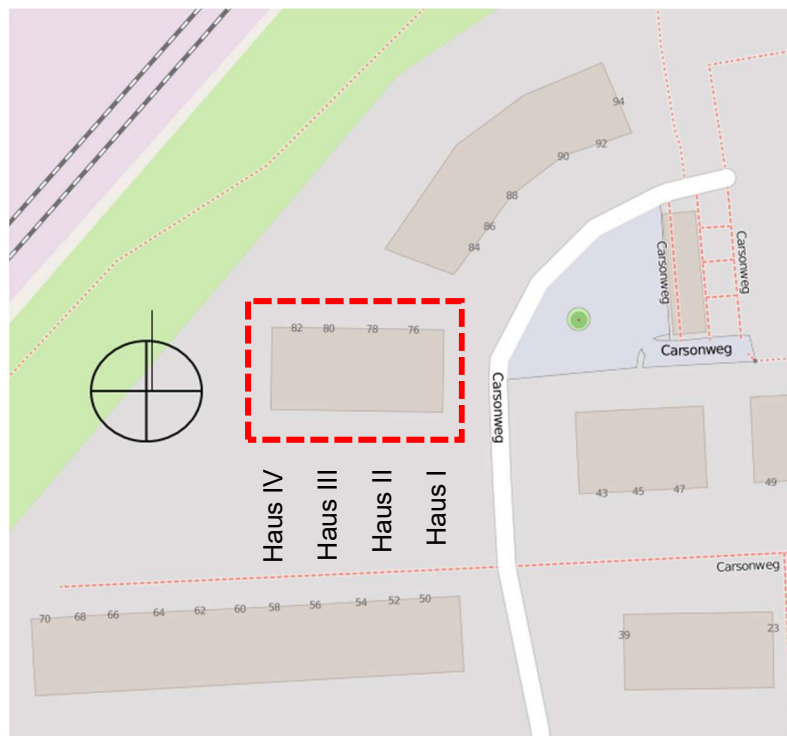 94
92
90
88
86
84
Carsonweg
Carsonweg
82 80 78 76
Carsonweg
Carsonweg
43 45 47
49
Haus IV
Haus III
Haus II
Haus I
Carsonweg
70 68 66 64 62 60 58 56 54 52 50
39
23